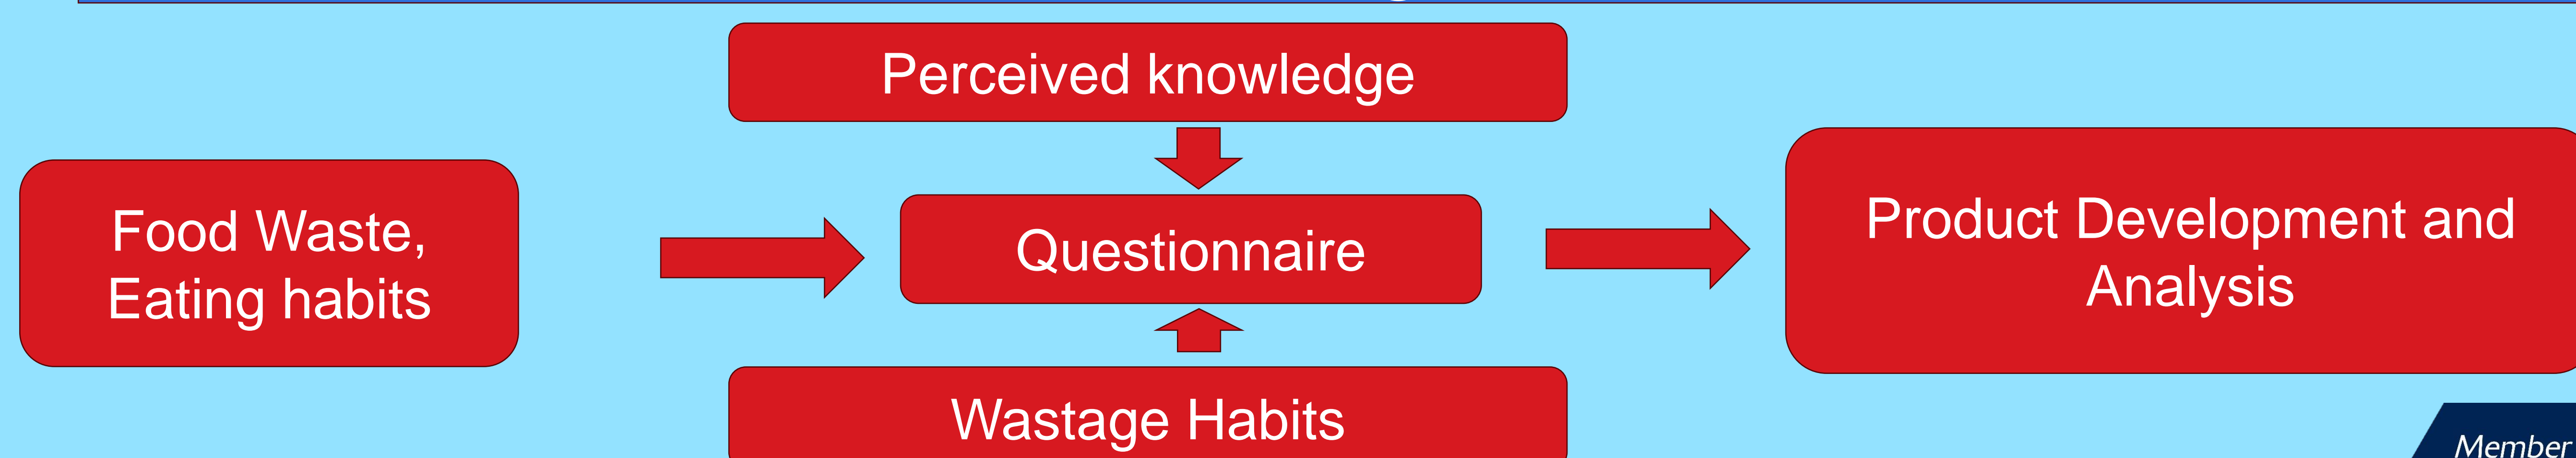 Perceived knowledge
Food Waste,
Eating habits
Questionnaire
Product Development and
Analysis
Wastage Habits
Member